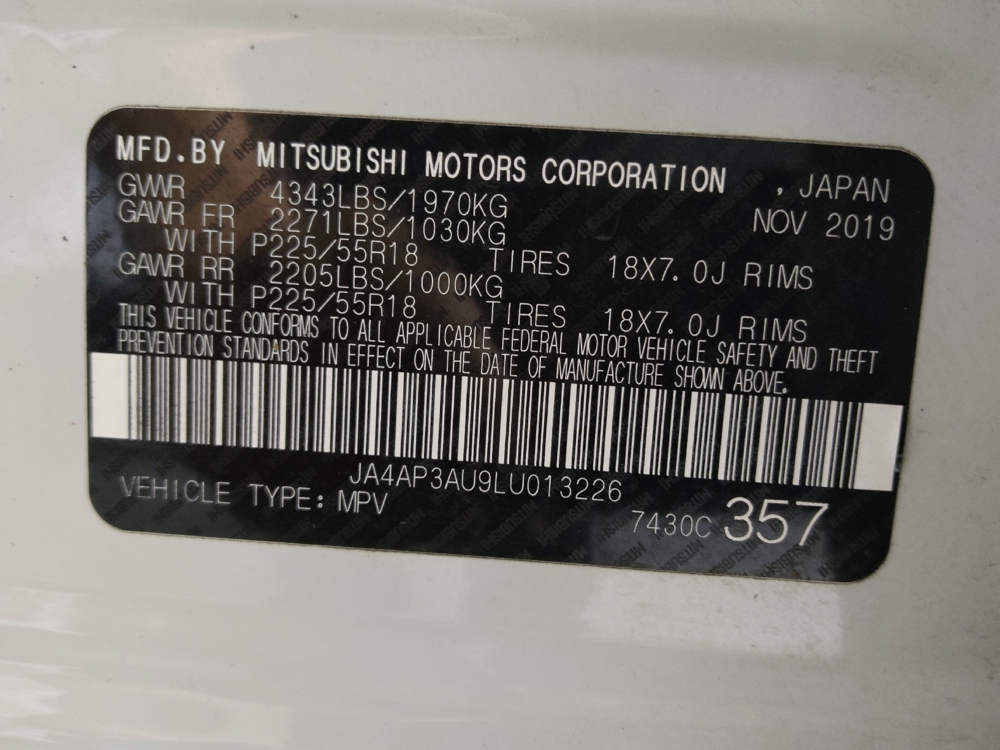 MFD.BY MITSUBISHI MOTORS CORPORATION , JAPAN
GVWR 4343LBS/1970KG NOV 2019
GAWR FR 2271LBS/1030KG
WITH P225/55R18 TIRES 18X7.0J RIMS
GAWR RR 2205LBS/1000KG
WITH P225/55R18 TIRES 18X7.0J RIMS
THIS VEHICLE CONFORMS TO ALL APPLICABLE FEDERAL MOTOR VEHICLE SAFETY AND THEFT
PREVENTION STANDARDS IN EFFECT ON THE DATE OF MANUFACTURE SHOWN ABOVE.
JA4AP3AU9LU013226
VEHICLE TYPE: MPV 7430C 357